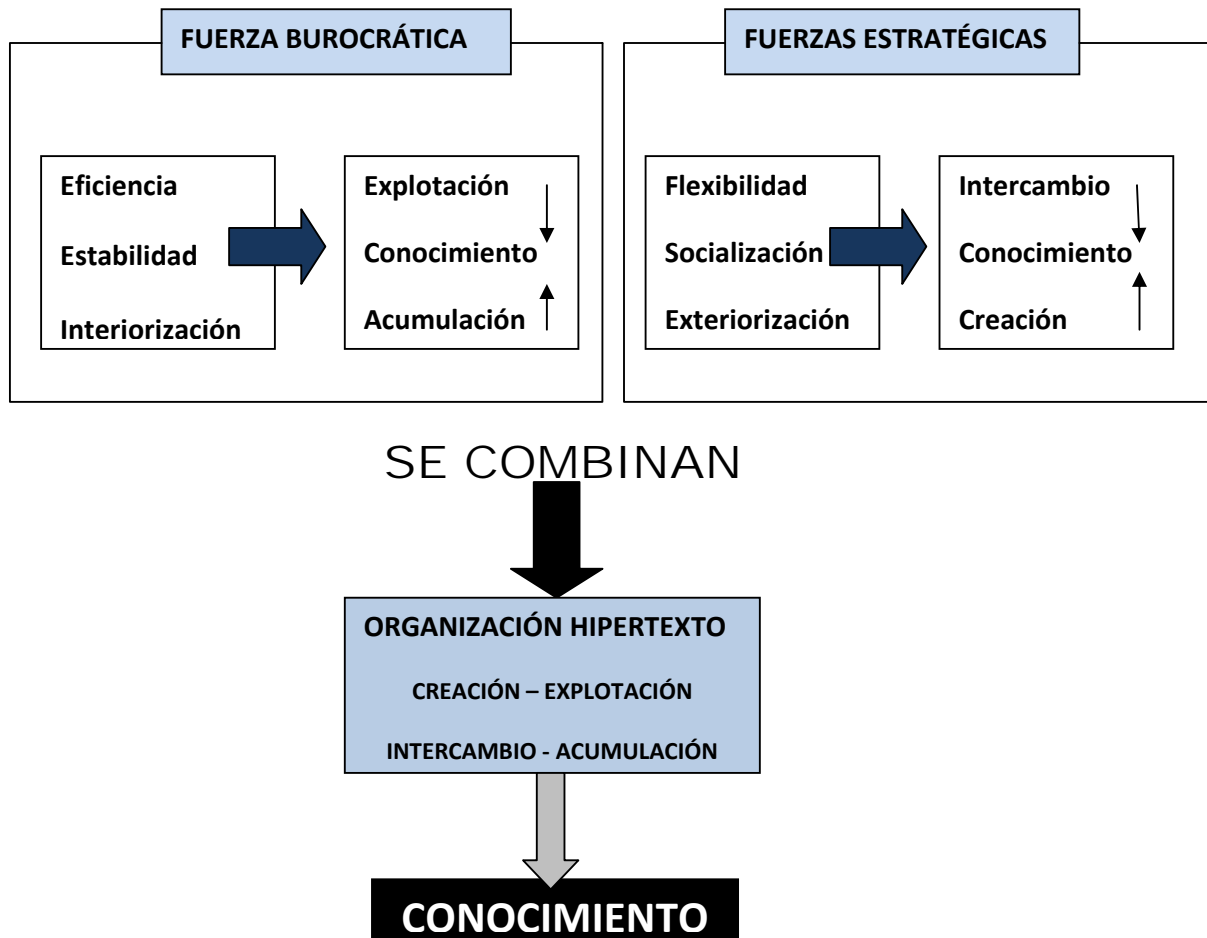 FUERZA BUROCRÁTICA
Eficiencia
Estabilidad
Interiorización
Explotación
Conocimiento
Acumulación
FUERZAS ESTRATÉGICAS
Flexibilidad
Socialización
Exteriorización
Intercambio
Conocimiento
Creación
SE COMBINAN
ORGANIZACIÓN HIPERTEXTO
CREACIÓN – EXPLOTACIÓN
INTERCAMBIO - ACUMULACIÓN
CONOCIMIENTO